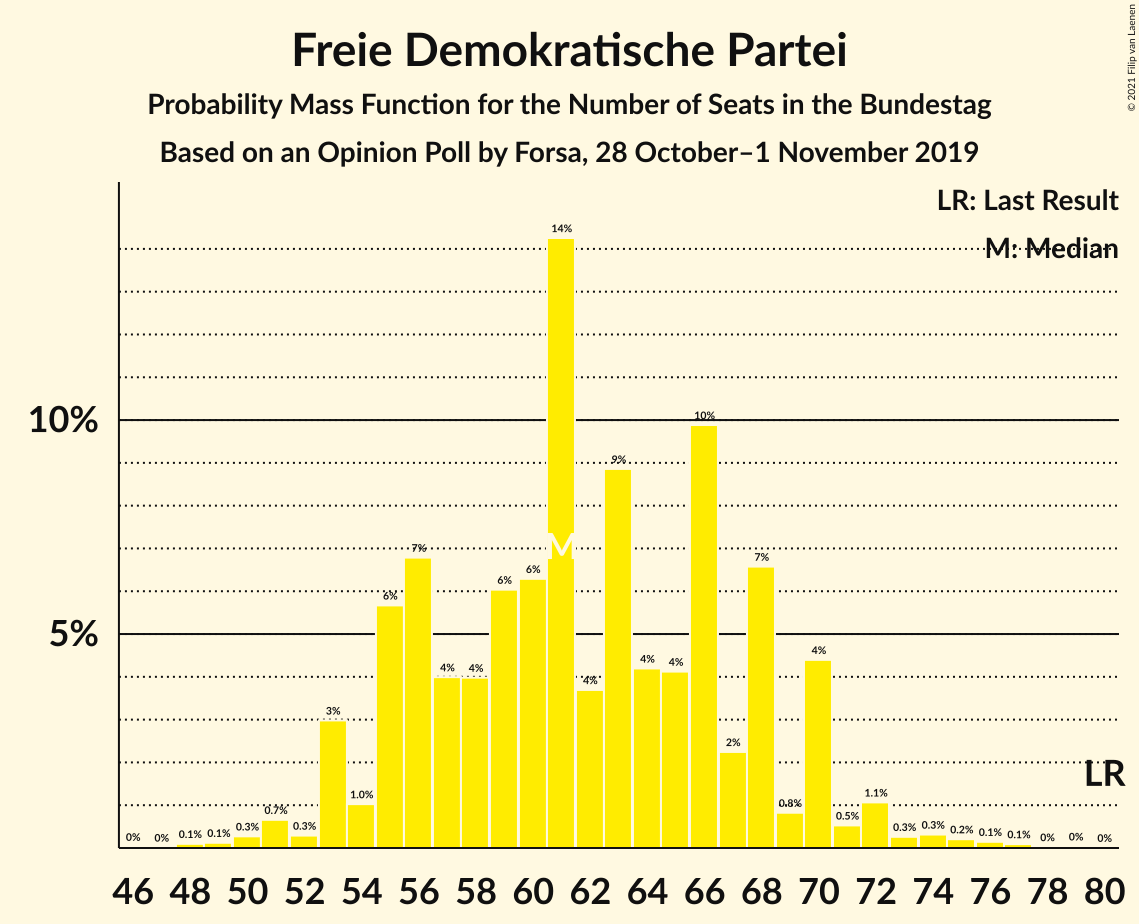 Freie Demokratische Partei
Probability Mass Function for the Number of Seats in the Bundestag
Based on an Opinion Poll by Forsa, 28 October–1 November 2019
© 2021 Filip van Laenen
LR: Last Result
M: Median
10%
5%
0% 0% 0.1% 0.1% 0.3% 0.7% 0.3% 3% 1.0% 6% 7% 4% 4% 6% 6% 14% 4% 9% 4% 4% 10% 2% 7% 0.8% 4% 0.5% 1.1% 0.3% 0.3% 0.2% 0.1% 0.1% 0% 0% 0%
M
LR
46 48 50 52 54 56 58 60 62 64 66 68 70 72 74 76 78 80